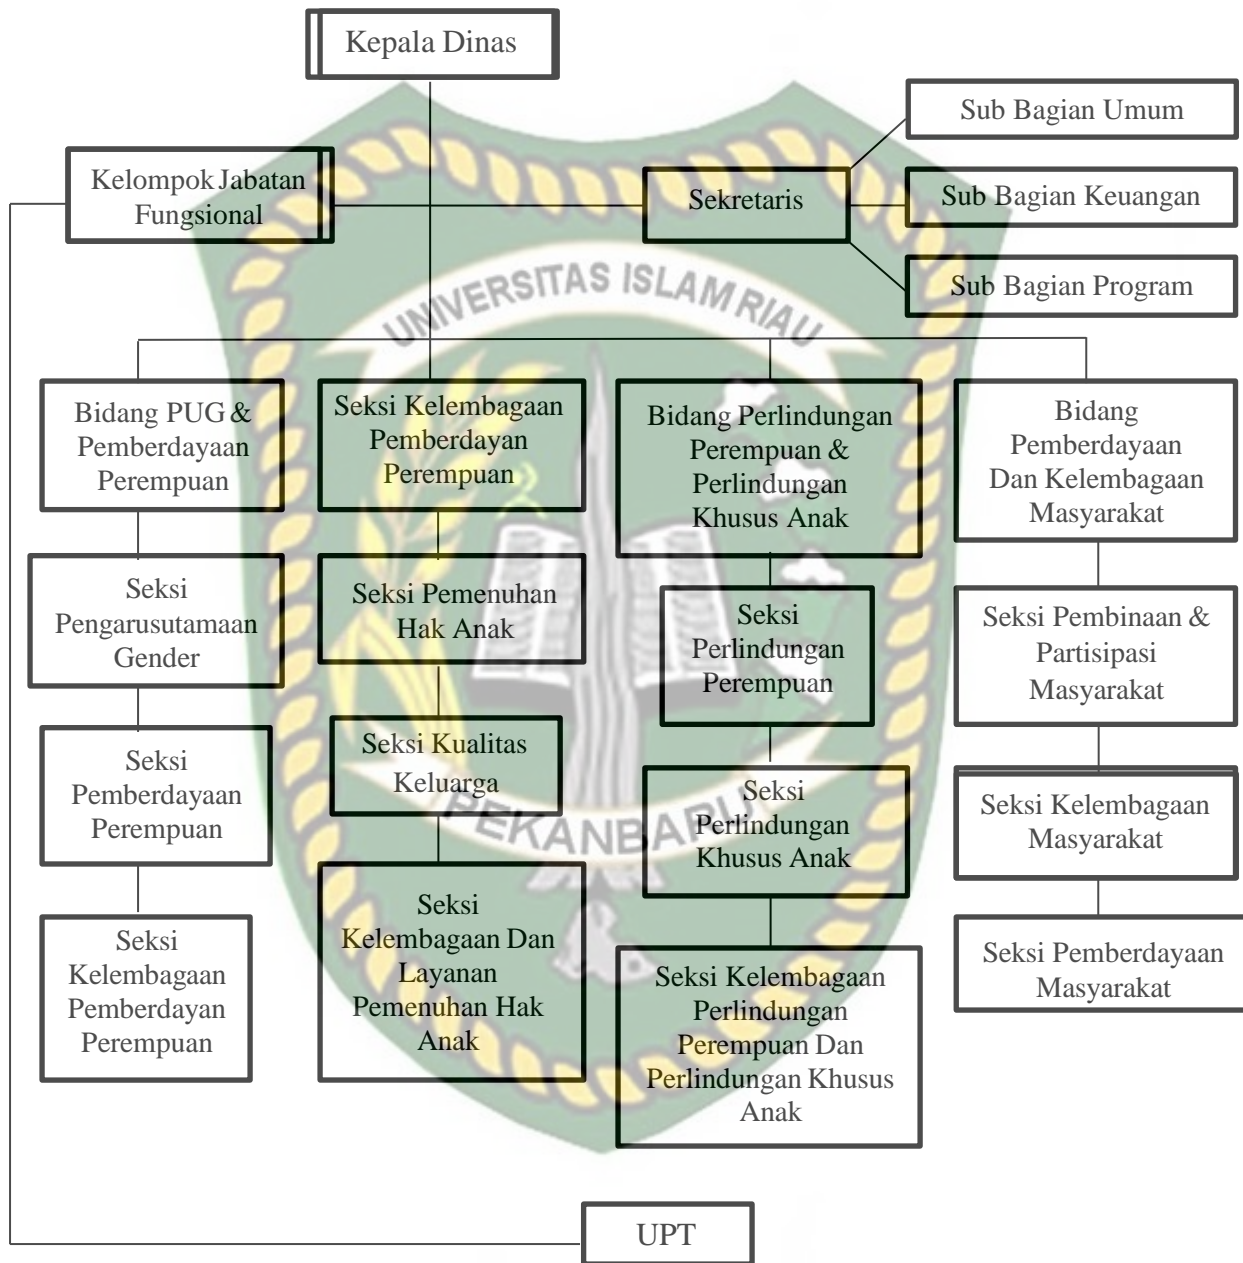 Kepala Dinas
Sub Bagian Umum
Kelompok Jabatan
Fungsional
Sekretaris
Sub Bagian Keuangan
Sub Bagian Program
UNIVERSITAS ISLAM RIAU
Bidang PUG &
Pemberdayaan
Perempuan
Seksi Kelembagaan
Pemberdayan
Perempuan
Bidang Perlindungan
Perempuan &
Perlindungan
Khusus Anak
Bidang
Pemberdayaan
Dan Kelembagaan
Masyarakat
Seksi
Pengarusutamaan
Gender
Seksi Pemenuhan
Hak Anak
Seksi
Perlindungan
Perempuan
Seksi Pembinaan &
Partisipasi
Masyarakat
Seksi
Pemberdayaan
Perempuan
Seksi Kualitas
Keluarga
Seksi
Perlindungan
Khusus Anak
Seksi Kelembagaan
Masyarakat
PEKANBARU
Seksi
Kelembagaan
Pemberdayan
Perempuan
Seksi
Kelembagaan Dan
Layanan
Pemenuhan Hak
Anak
Seksi Kelembagaan
Perlindungan
Perempuan Dan
Perlindungan Khusus
Anak
Seksi Pemberdayaan
Masyarakat
UPT